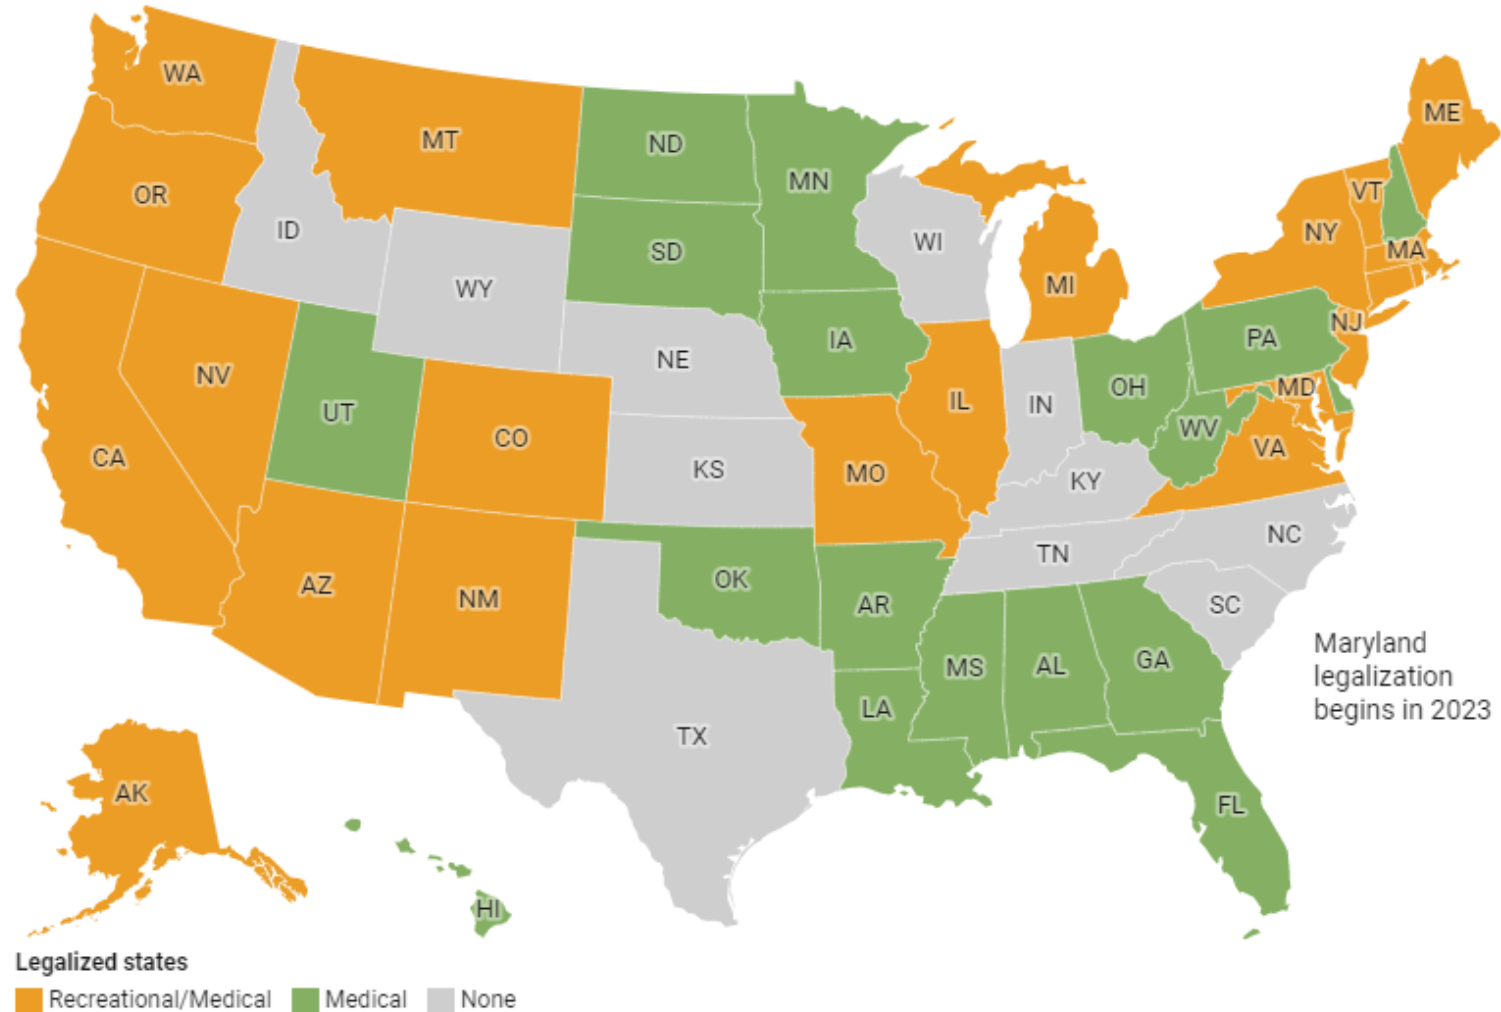 WA
MT
ND
MN
ME
OR
ID
SD
WI
VT
NY
MA
WY
MI
NV
NE
IA
NJ
PA
UT
CO
IL
IN
OH
MD
CA
KS
MO
KY
WV
VA
AZ
NM
OK
AR
TN
NC
SC
MS
AL
GA
LA
TX
FL
AK
HI
Maryland
legalization
begins in 2023
Legalized states
Recreational/Medical Medical None